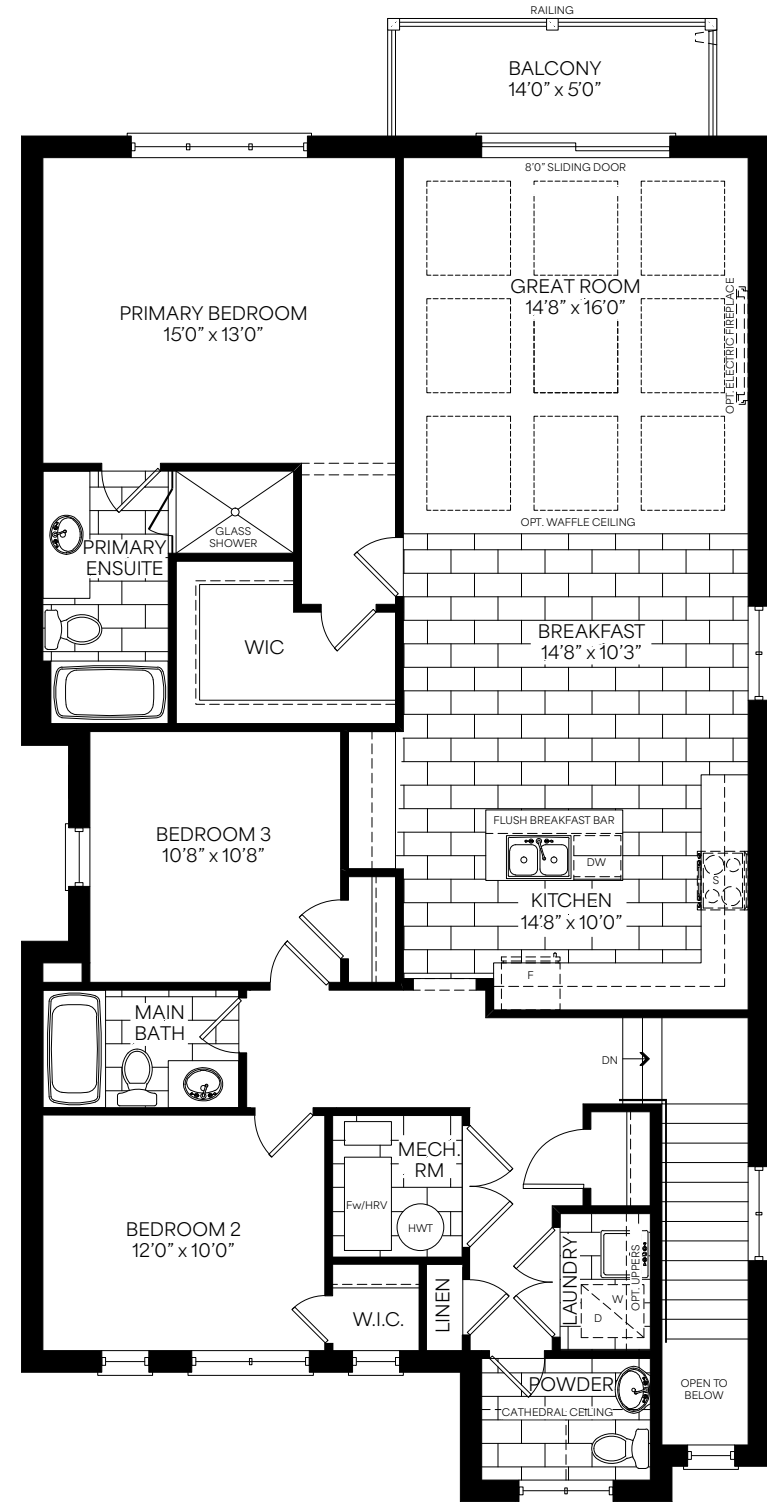 RAILING
BALCONY
14'0" x 5'0"
8'0" SLIDING DOOR
GREAT ROOM
14'8" x 16'0"
OPT. ELECTRIC FIREPLACE
PRIMARY BEDROOM
15'0" x 13'0"
OPT. WAFFLE CEILING
GLASS
SHOWER
PRIMARY
ENSUITE
WIC
BREAKFAST
14'8" x 10'3"
BEDROOM 3
10'8" x 10'8"
FLUSH BREAKFAST BAR
DW
S
KITCHEN
14'8" x 10'0"
F
MAIN
BATH
DN
MECH.
RM
Fw/HRV
HWT
BEDROOM 2
12'0" x 10'0"
LAUNDRY
OPT. UPPERS
W
D
W.I.C.
LINEN
POWDER
CATHEDRAL CEILING
OPEN TO
BELOW